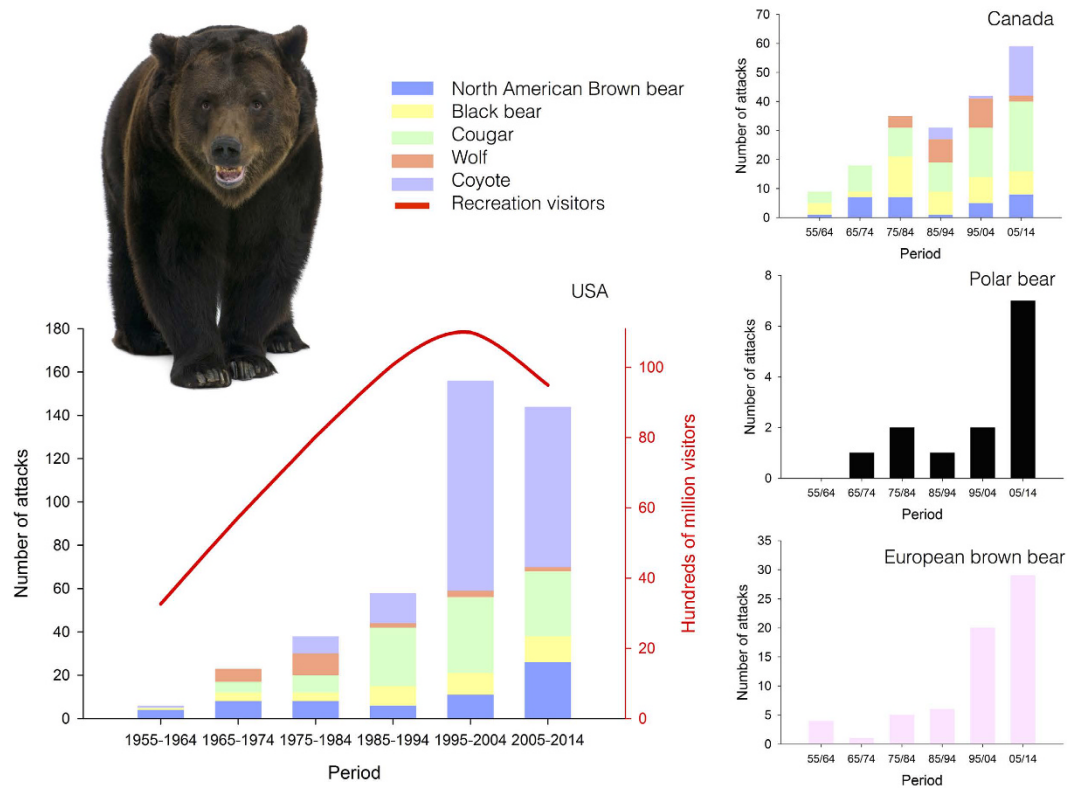 North American Brown bear
Black bear
Cougar
Wolf
Coyote
Recreation visitors
USA
Number of attacks
180
160
140
120
100
80
60
40
20
0
1955-1964 1965-1974 1975-1984 1985-1994 1995-2004 2005-2014
Period
Hundreds of million visitors
100
80
60
40
20
0
Canada
Number of attacks
70
60
50
40
30
20
10
0
55/64 65/74 75/84 85/94 95/04 05/14
Period
Polar bear
Number of attacks
8
6
4
2
0
55/64 65/74 75/84 85/94 95/04 05/14
Period
European brown bear
Number of attacks
35
30
25
20
15
10
5
0
55/64 65/74 75/84 85/94 95/04 05/14
Period